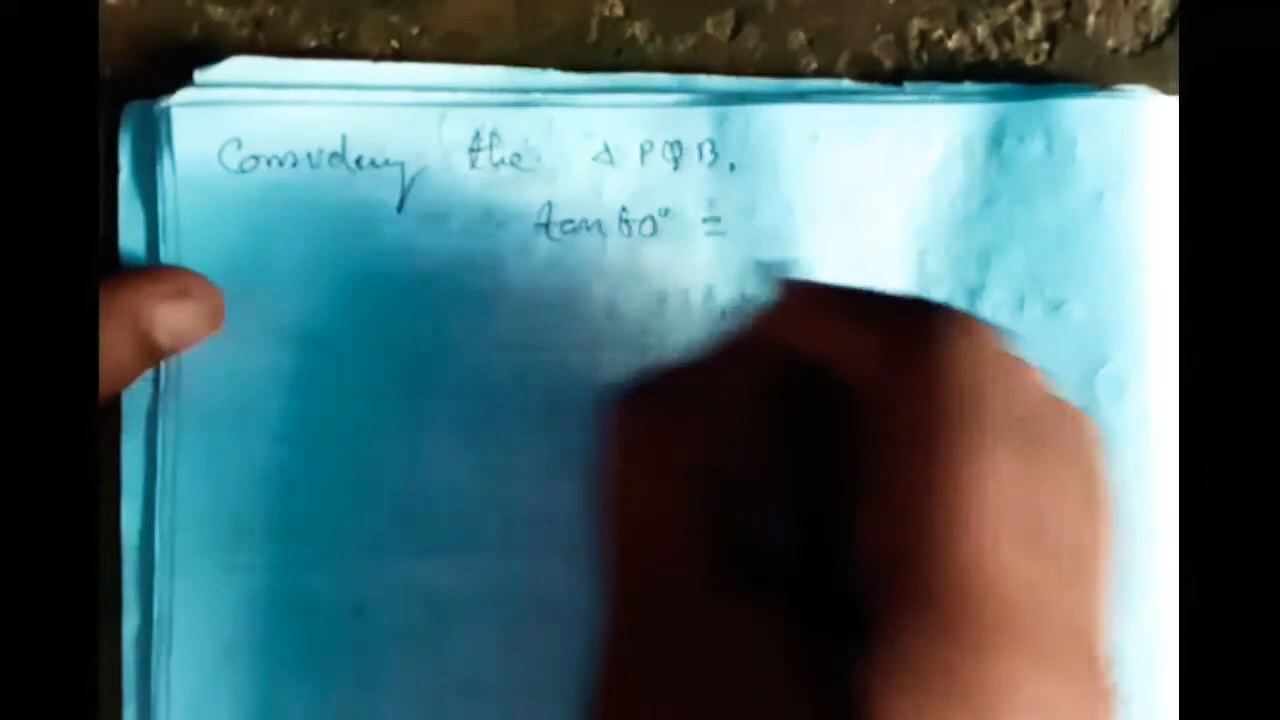 Considering the Δ PQB,
tan 60° =